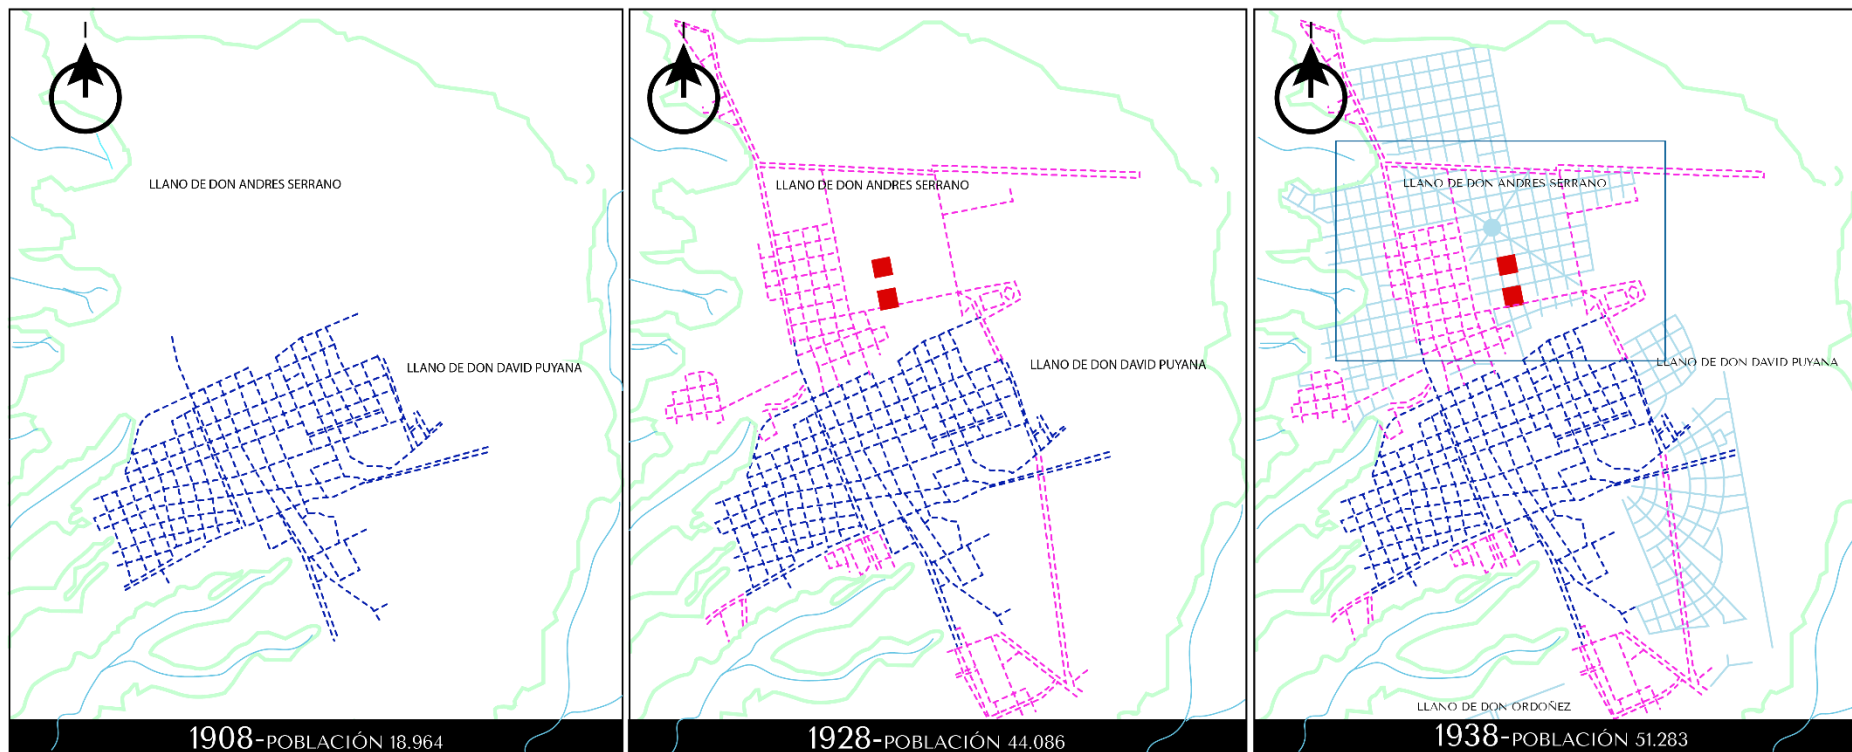 LLANO DE DON ANDRES SERRANO
LLANO DE DON DAVID PUYANA
1908-POBLACIÓN 18.964
LLANO DE DON ANDRES SERRANO
LLANO DE DON DAVID PUYANA
1928-POBLACIÓN 44.086
LLANO DE DON ANDRES SERRANO
LLANO DE DON DAVID PUYANA
LLANO DE DON ORDOÑEZ
1938-POBLACIÓN 51.283